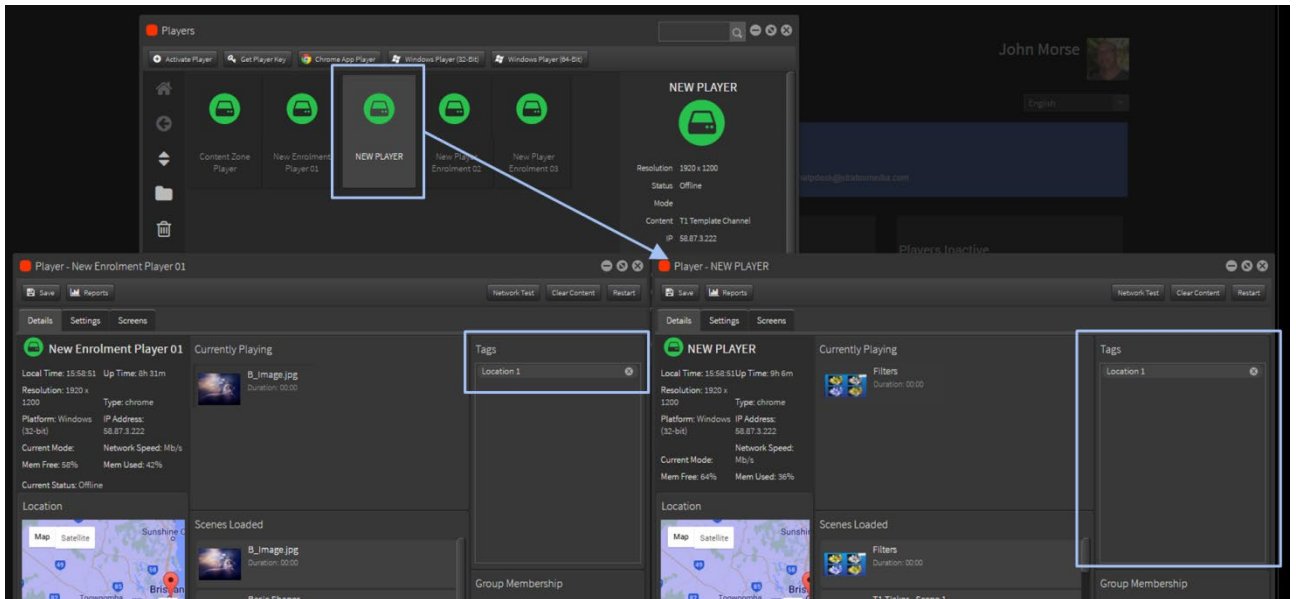 Players
Activate Player
Get Player Key
Chrome App Player
Windows Player (32-Bit)
Windows Player (64-Bit)
John Morse
English
Content Zone
Player
New Enrolment
Player 01
NEW PLAYER
New Player
Enrolment 02
New Player
Enrolment 03
NEW PLAYER
Resolution 1920 x 1200
Status Offline
Mode
Content T1 Template Channel
IP 58.87.3.222
Players Inactive
Player - New Enrolment Player 01
Save
Reports
Network Test
Clear Content
Restart
Details
Settings
Screens
New Enrolment Player 01
Local Time: 15:58:51 Up Time: 8h 31m
Resolution: 1920 x
1200
Type: chrome
Platform: Windows
(32-bit)
IP Address:
58.87.3.222
Current Mode:
Network Speed: Mb/s
Mem Free: 58%
Mem Used: 42%
Current Status: Offline
Location
Map
Satellite
Sunshine C
Currently Playing
B_Image.jpg
Duration: 00:00
Scenes Loaded
B_Image.jpg
Duration: 00:00
Tags
Location 1
Group Membership
Player - NEW PLAYER
Save
Reports
Network Test
Clear Content
Restart
Details
Settings
Screens
NEW PLAYER
Local Time: 15:58:51Up Time: 9h 6m
Resolution: 1920 x
1200
Type: chrome
Platform: Windows
(32-bit)
IP Address:
58.87.3.222
Network Speed:
Mb/s
Current Mode:
Mem Free: 64%
Mem Used: 36%
Location
Map
Satellite
Sunshi
Bris
Currently Playing
Filters
Duration: 00:00
Scenes Loaded
Filters
Duration: 00:00
Tags
Location 1
Group Membership